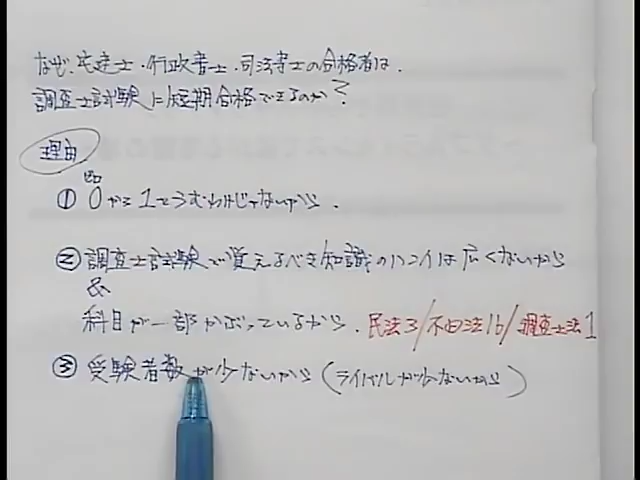 なぜ、宅建士・行政書士・司法書士の合格者は、
調査士試験に短期合格できるのか?
理由
ゼロ
① 0から1をうむわけじゃないから.
② 調査士試験で覚えるべき知識のハンイは広くないから
&
科目が一部かぶっているから. 民法3/不登法16/調査士法1
③ 受験者数が少ないから(ライバルが少ないから)